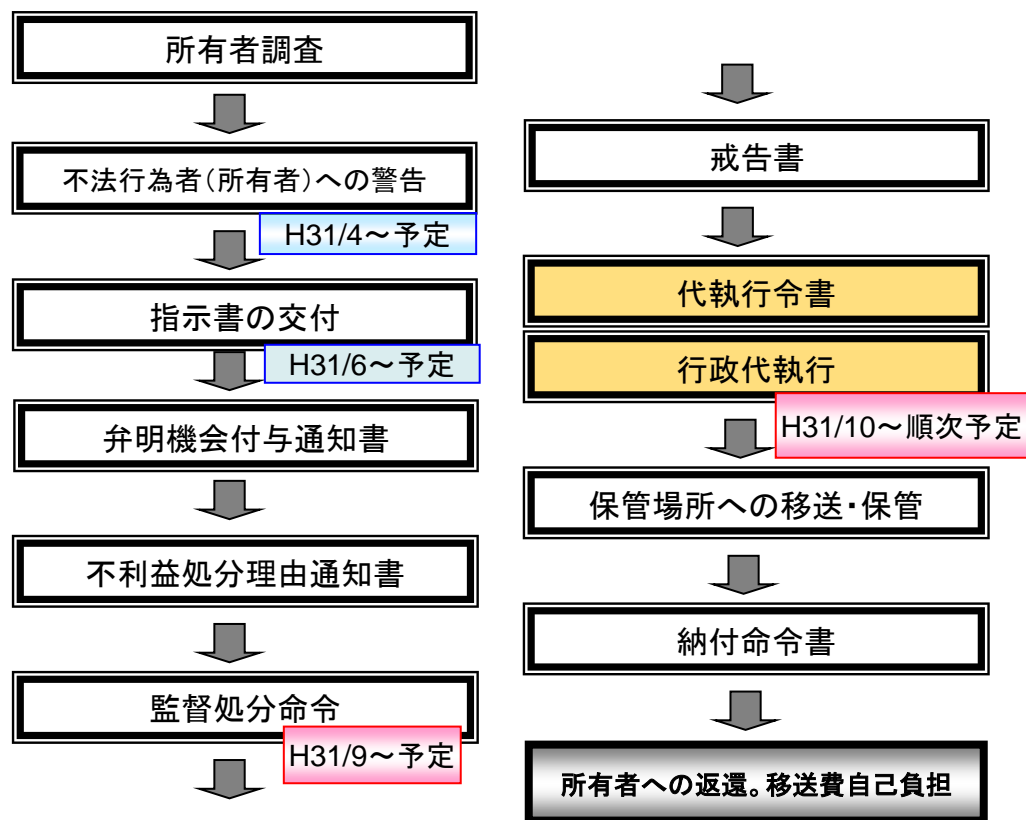 所有者調査
不法行為者(所有者)への警告
H31/4～予定
指示書の交付
H31/6～予定
弁明機会付与通知書
不利益処分理由通知書
監督処分命令
H31/9～予定
戒告書
代執行令書
行政代執行
H31/10～順次予定
保管場所への移送・保管
納付命令書
所有者への返還。移送費自己負担